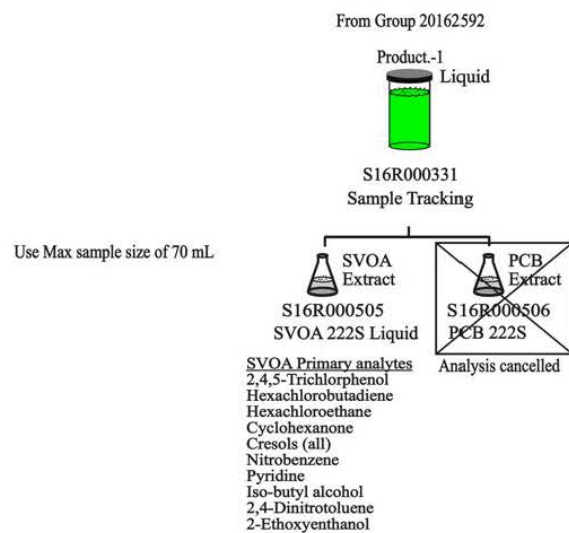 From Group 20162592
Product.-1
Liquid
S16R000331
Sample Tracking
Use Max sample size of 70 mL
SVOA
Extract
S16R000505
SVOA 222S Liquid
PCB
Extract
S16R000506
PCB 222S
Analysis cancelled
SVOA Primary analytes
2,4,5-Trichlorphenol
Hexachlorobutadiene
Hexachloroethane
Cyclohexanone
Cresols (all)
Nitrobenzene
Pyridine
Iso-butyl alcohol
2,4-Dinitrotoluene
2-Ethoxyenthanol